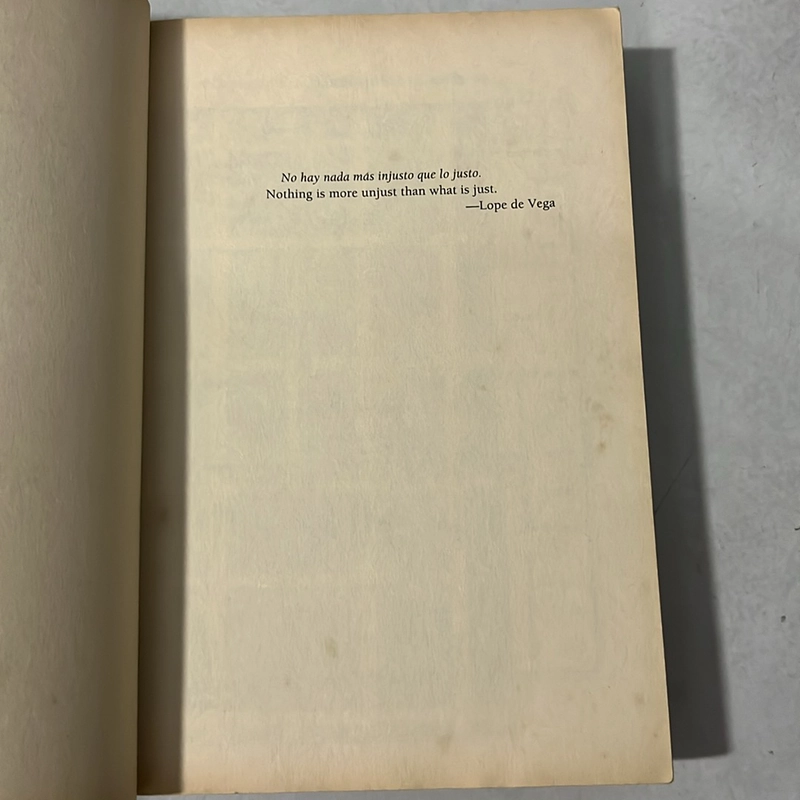 No hay nada más injusto que lo justo.
Nothing is more unjust than what is just.
—Lope de Vega